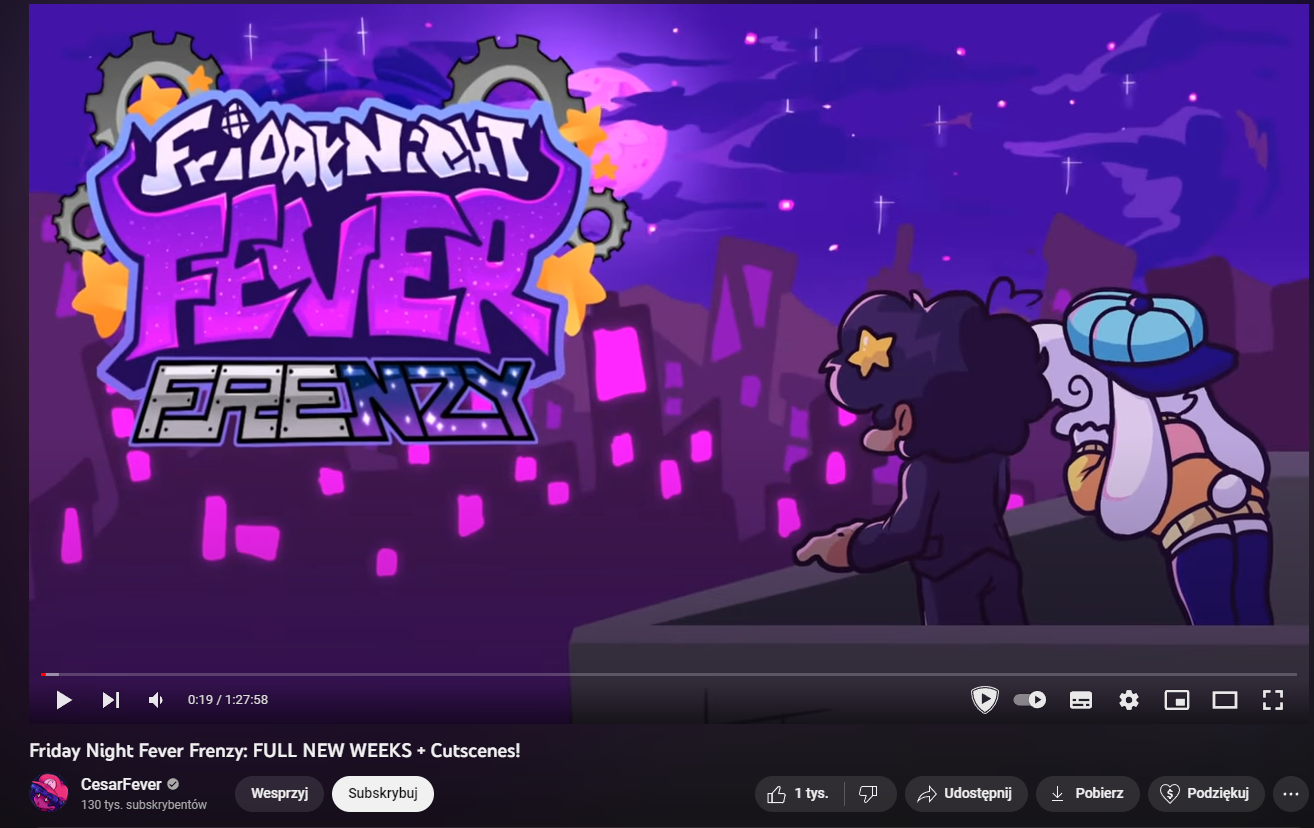 FRiDAY NiGHT
FEVER
FRENZY
0:19 / 1:27:58
Friday Night Fever Frenzy: FULL NEW WEEKS + Cutscenes!
CesarFever
130 tys. subskrybentów
Wesprzyj
Subskrybuj
1 tys.
Udostępnij
Pobierz
Podziękuj